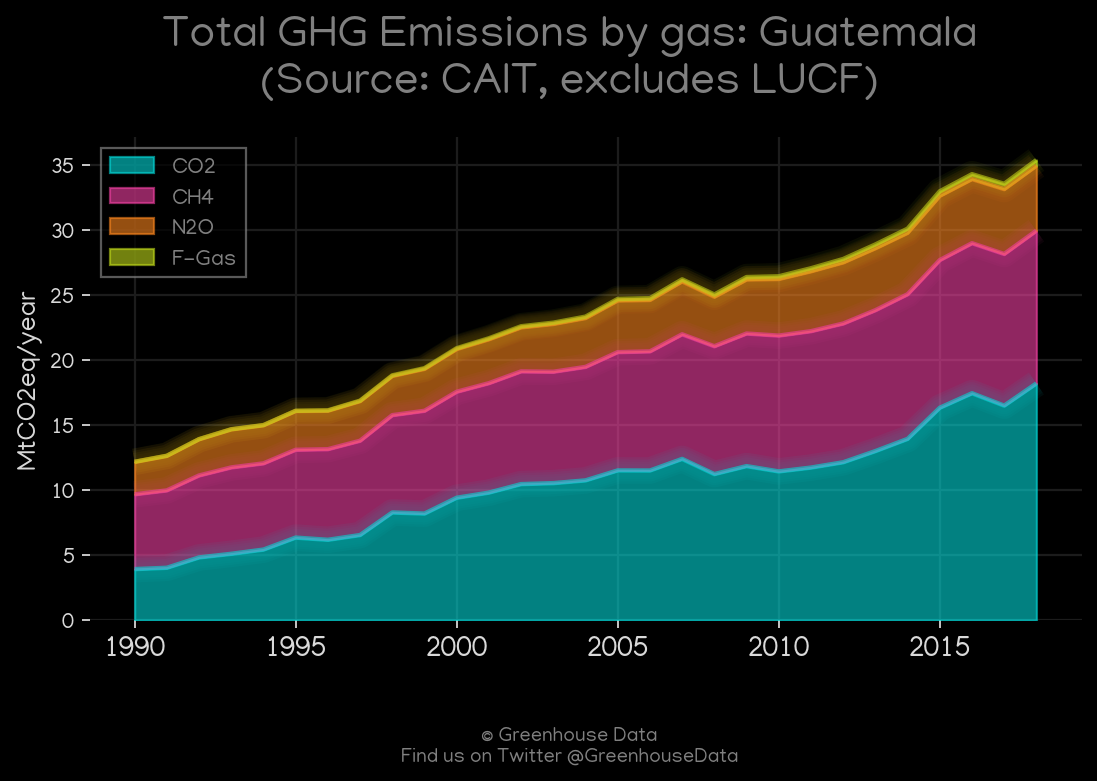 Total GHG Emissions by gas: Guatemala
(Source: CAIT, excludes LUCF)
CO2
CH4
N2O
F-Gas
MtCO2eq/year
35
30
25
20
15
10
5
0
1990 1995 2000 2005 2010 2015
© Greenhouse Data
Find us on Twitter @GreenhouseData